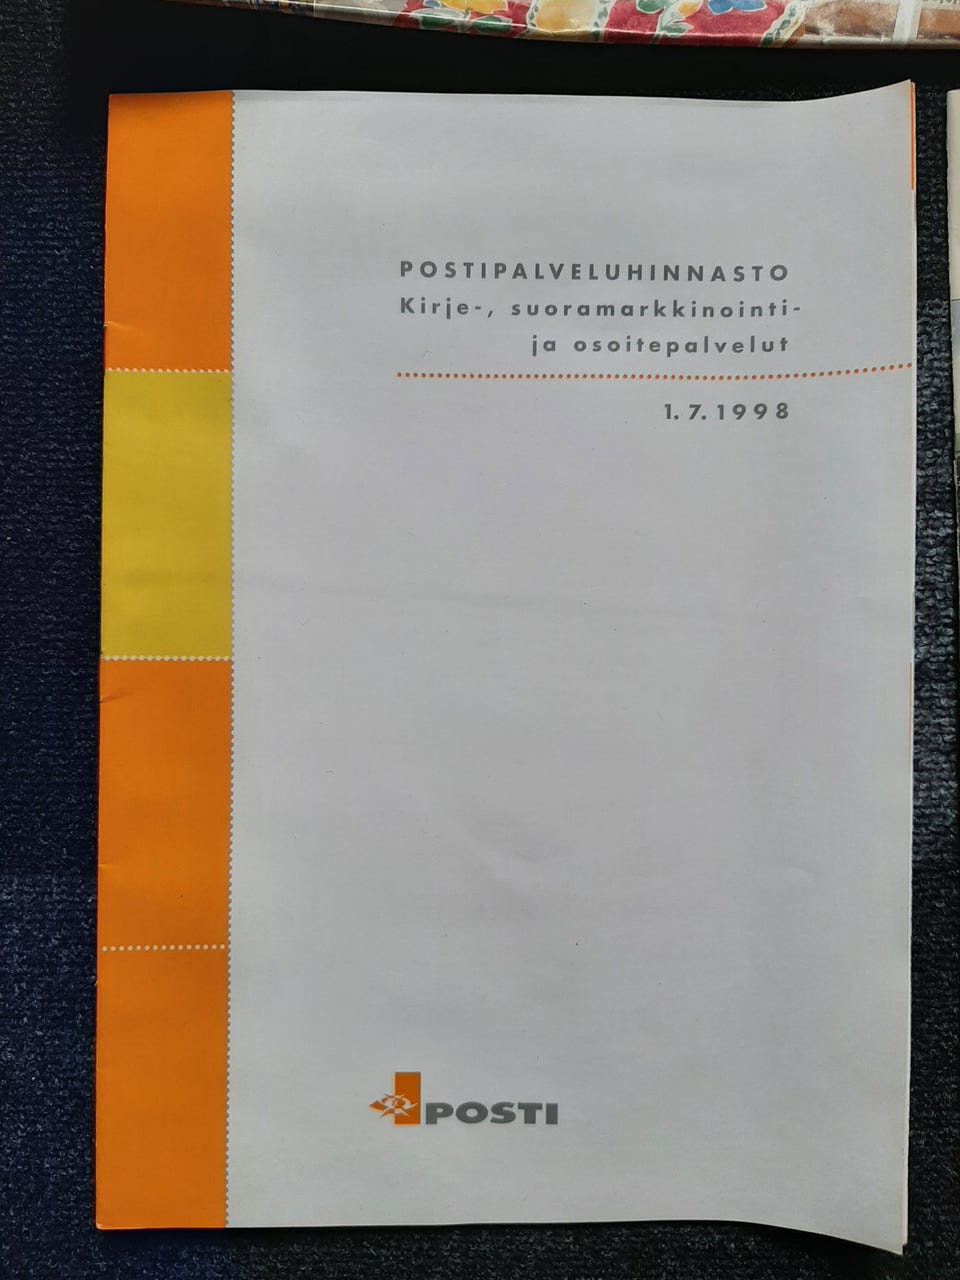 POSTIPALVELUHINNASTO
Kirje-, suoramarkkinointi-
ja osoitepalvelut
1.7.1998
POSTI